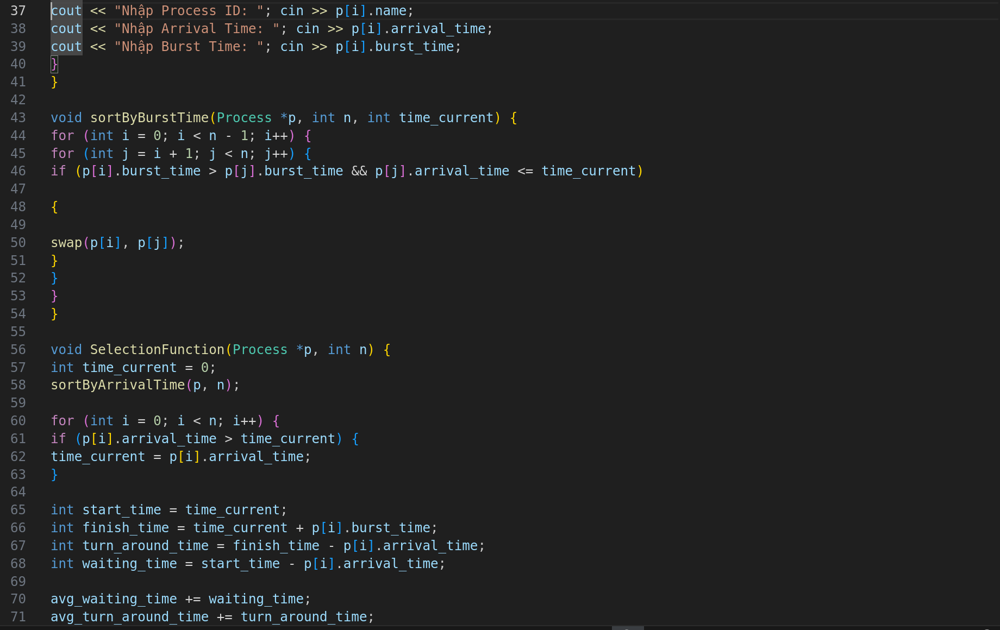 37 cout << "Nhập Process ID: "; cin >> p[i].name;
38 cout << "Nhập Arrival Time: "; cin >> p[i].arrival_time;
39 cout << "Nhập Burst Time: "; cin >> p[i].burst_time;
40 }
41 }
42
43 void sortByBurstTime(Process *p, int n, int time_current) {
44 for (int i = 0; i < n - 1; i++) {
45 for (int j = i + 1; j < n; j++) {
46 if (p[i].burst_time > p[j].burst_time && p[j].arrival_time <= time_current)
47
48 {
49
50 swap(p[i], p[j]);
51 }
52 }
53 }
54 }
55
56 void SelectionFunction(Process *p, int n) {
57 int time_current = 0;
58 sortByArrivalTime(p, n);
59
60 for (int i = 0; i < n; i++) {
61 if (p[i].arrival_time > time_current) {
62 time_current = p[i].arrival_time;
63 }
64
65 int start_time = time_current;
66 int finish_time = time_current + p[i].burst_time;
67 int turn_around_time = finish_time - p[i].arrival_time;
68 int waiting_time = start_time - p[i].arrival_time;
69
70 avg_waiting_time += waiting_time;
71 avg_turn_around_time += turn_around_time;